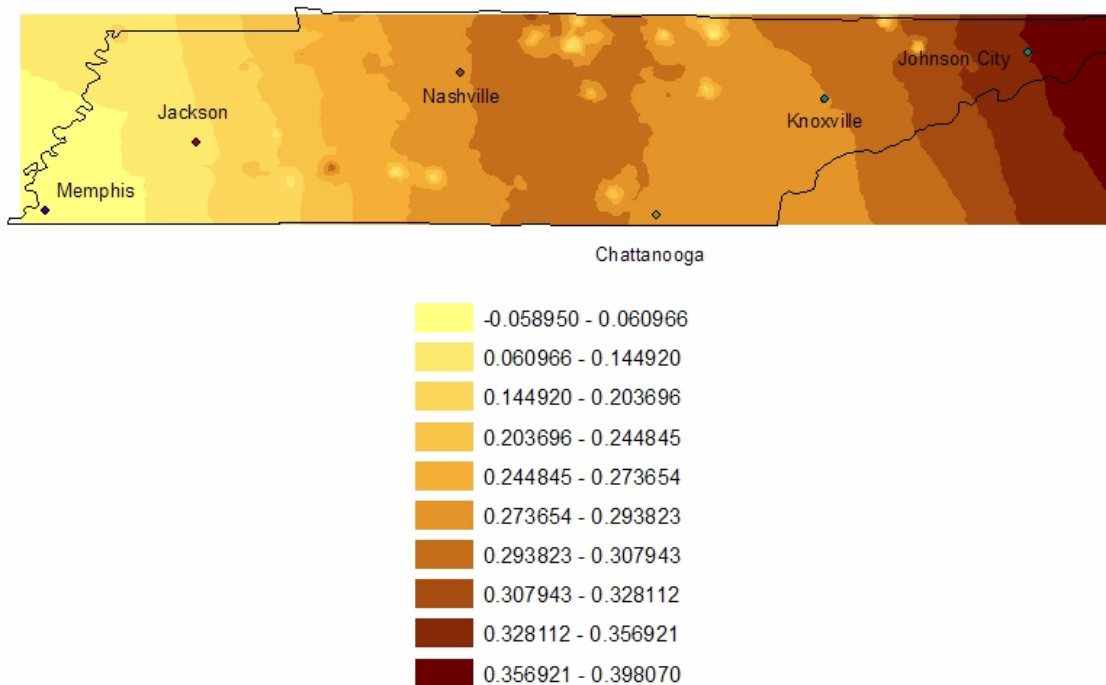 Johnson City
Nashville
Jackson
Knoxville
Memphis
Chattanooga
-0.058950 - 0.060966
0.060966 - 0.144920
0.144920 - 0.203696
0.203696 - 0.244845
0.244845 - 0.273654
0.273654 - 0.293823
0.293823 - 0.307943
0.307943 - 0.328112
0.328112 - 0.356921
0.356921 - 0.398070